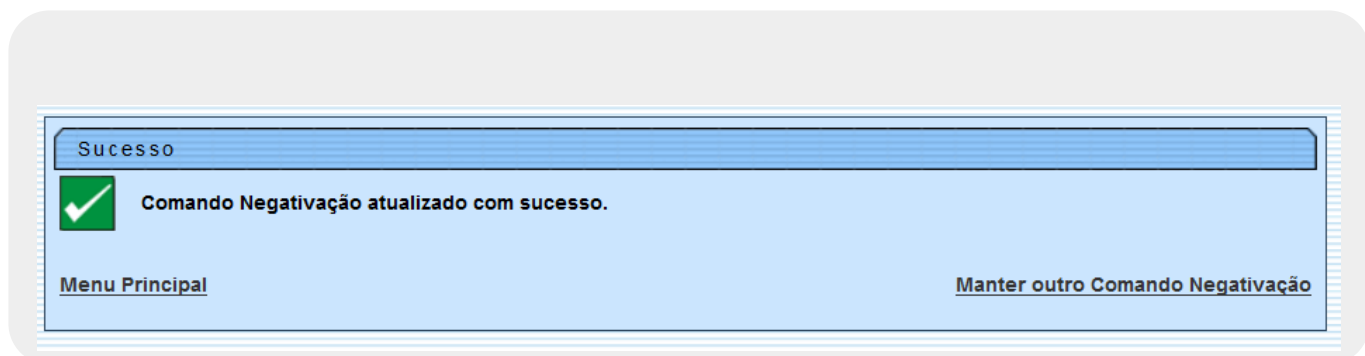 Sucesso
Comando Negativação atualizado com sucesso.
Menu Principal
Manter outro Comando Negativação